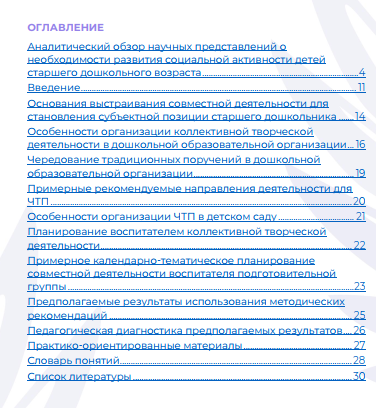 ОГЛАВЛЕНИЕ
Аналитический обзор научных представлений о
необходимости развития социальной активности детей
старшего дошкольного возраста 4
Введение 11
Основания выстраивания совместной деятельности для
становления субъектной позиции старшего дошкольника 14
Особенности организации коллективной творческой
деятельности в дошкольной образовательной организации 16
Чередование традиционных поручений в дошкольной
образовательной организации 19
Примерные рекомендуемые направления деятельности для
ЧТП 20
Особенности организации ЧТП в детском саду 21
Планирование воспитателем коллективной творческой
деятельности 22
Примерное календарно-тематическое планирование
совместной деятельности воспитателя подготовительной
группы 23
Предполагаемые результаты использования методических
рекомендаций 25
Педагогическая диагностика предполагаемых результатов 26
Практико-ориентированные материалы 27
Словарь понятий 28
Список литературы 30